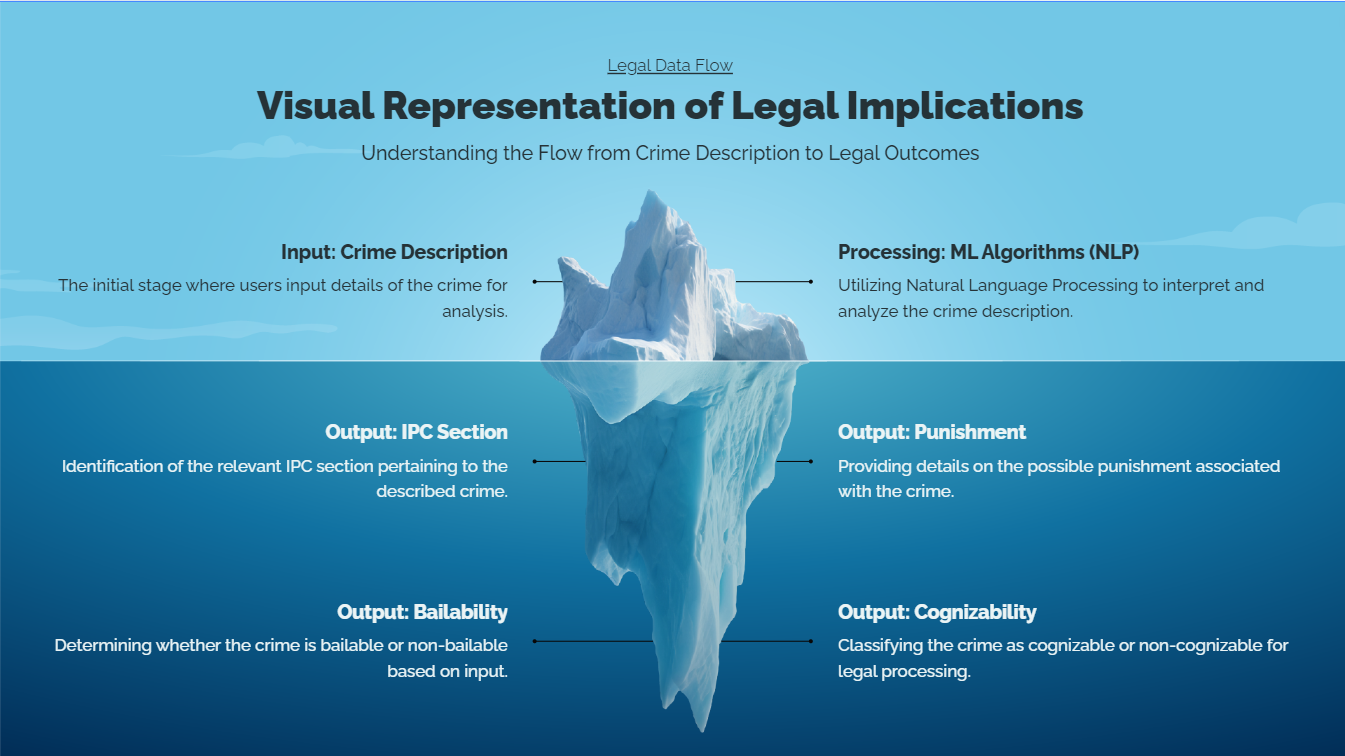 Legal Data Flow
Visual Representation of Legal Implications
Understanding the Flow from Crime Description to Legal Outcomes
Input: Crime Description
The initial stage where users input details of the crime for
analysis.
Processing: ML Algorithms (NLP)
Utilizing Natural Language Processing to interpret and
analyze the crime description.
Output: IPC Section
Identification of the relevant IPC section pertaining to the
described crime.
Output: Punishment
Providing details on the possible punishment associated
with the crime.
Output: Bailability
Determining whether the crime is bailable or non-bailable
based on input.
Output: Cognizability
Classifying the crime as cognizable or non-cognizable for
legal processing.